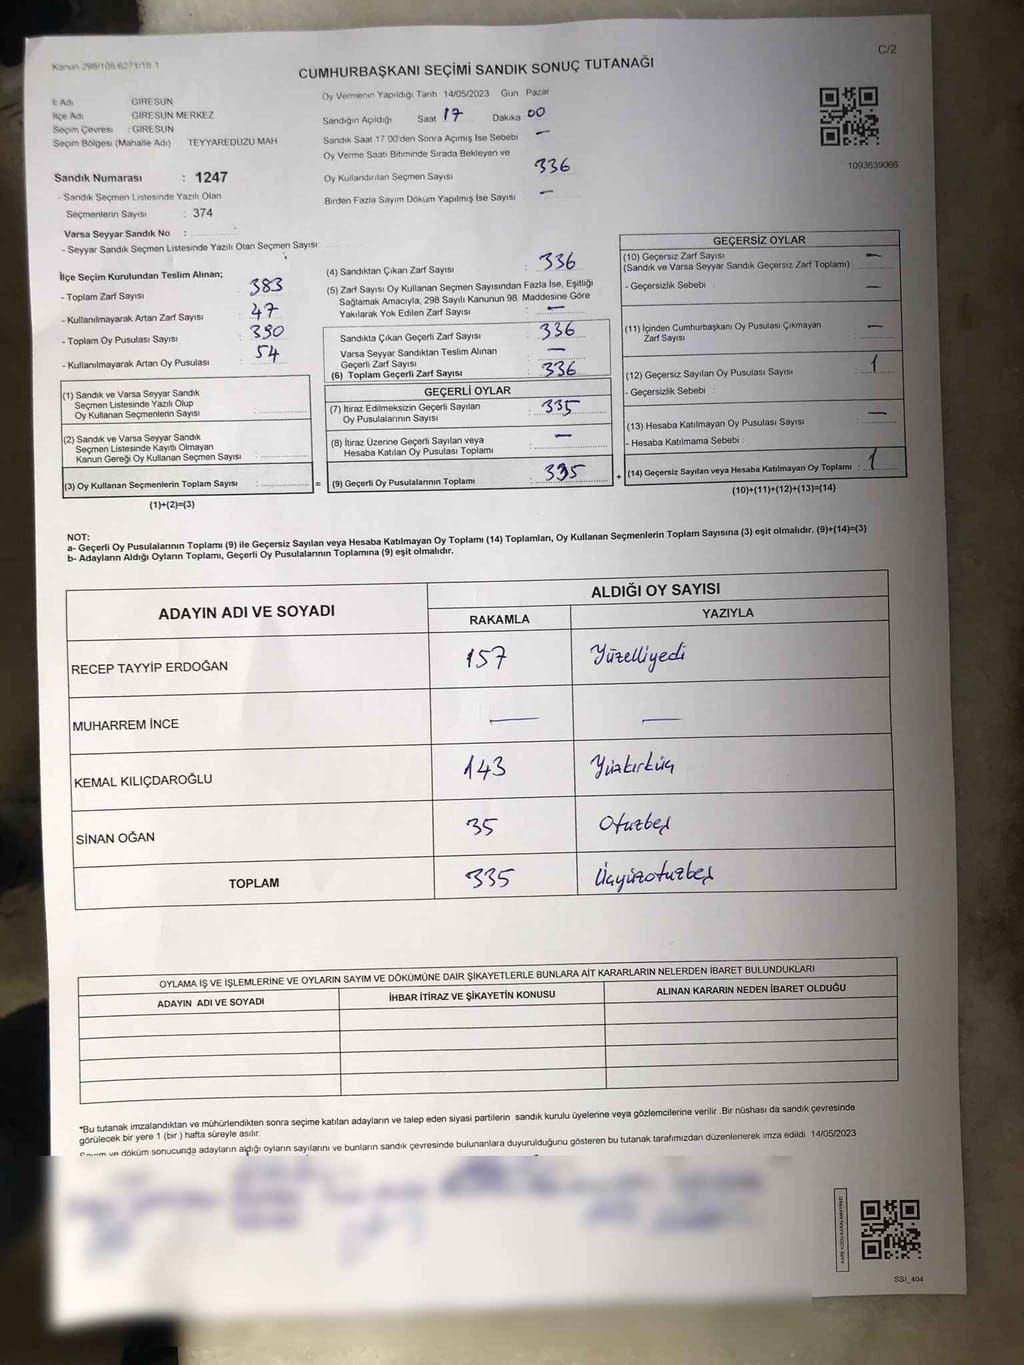 Kanun 298/105 6271/18 1
C/2
CUMHURBAŞKANI SEÇİMİ SANDIK SONUÇ TUTANAĞI
İl Adı GİRESUN
İlçe Adı GİRESUN MERKEZ
Seçim Çevresi : GİRESUN
Seçim Bölgesi (Mahalle Adı) TEYYAREDÜZÜ MAH
Sandık Numarası : 1247
- Sandık Seçmen Listesinde Yazılı Olan
Seçmenlerin Sayısı : 374
Varsa Seyyar Sandık No :
- Seyyar Sandık Seçmen Listesinde Yazılı Olan Seçmen Sayısı
Oy Vermenin Yapıldığı Tarih 14/05/2023 Gün Pazar
Sandığın Açıldığı Saat 17 Dakika 00
Sandık Saat 17 00'den Sonra Açımış İse Sebebi —
Oy Verme Saati Bitiminde Sırada Bekleyen ve
Oy Kullandırılan Seçmen Sayısı 336
Birden Fazla Sayım Döküm Yapılmış İse Sayısı —
1093639066
İlçe Seçim Kurulundan Teslim Alınan;
- Toplam Zarf Sayısı : 383
- Kullanılmayarak Artan Zarf Sayısı : 47
- Toplam Oy Pusulası Sayısı : 390
- Kullanılmayarak Artan Oy Pusulası : 54
(1) Sandık ve Varsa Seyyar Sandık
Seçmen Listesinde Yazılı Olup
Oy Kullanan Seçmenlerin Sayısı :
(2) Sandık ve Varsa Seyyar Sandık
Seçmen Listesinde Kayıtlı Olmayan
Kanun Gereği Oy Kullanan Seçmen Sayısı :
(3) Oy Kullanan Seçmenlerin Toplam Sayısı : =
(1)+(2)=(3)
(4) Sandıktan Çıkan Zarf Sayısı : 336
(5) Zarf Sayısı Oy Kullanan Seçmen Sayısından Fazla İse, Eşitliği
Sağlamak Amacıyla, 298 Sayılı Kanunun 98. Maddesine Göre
Yakılarak Yok Edilen Zarf Sayısı : —
Sandıkta Çıkan Geçerli Zarf Sayısı : 336
Varsa Seyyar Sandıktan Teslim Alınan
Geçerli Zarf Sayısı : —
(6) Toplam Geçerli Zarf Sayısı : 336
GEÇERLİ OYLAR
(7) İtiraz Edilmeksizin Geçerli Sayılan
Oy Pusulalarının Sayısı : 335
(8) İtiraz Üzerine Geçerli Sayılan veya
Hesaba Katılan Oy Pusulası Toplamı : —
(9) Geçerli Oy Pusulalarının Toplamı : 335 +
GEÇERSİZ OYLAR
(10) Geçersiz Zarf Sayısı
(Sandık ve Varsa Seyyar Sandık Geçersiz Zarf Toplamı) : —
- Geçersizlik Sebebi : —
(11) İçinden Cumhurbaşkanı Oy Pusulası Çıkmayan
Zarf Sayısı : —
(12) Geçersiz Sayılan Oy Pusulası Sayısı : 1
- Geçersizlik Sebebi :
(13) Hesaba Katılmayan Oy Pusulası Sayısı : —
- Hesaba Katılmama Sebebi :
(14) Geçersiz Sayılan veya Hesaba Katılmayan Oy Toplamı : 1
(10)+(11)+(12)+(13)=(14)
NOT:
a- Geçerli Oy Pusulalarının Toplamı (9) ile Geçersiz Sayılan veya Hesaba Katılmayan Oy Toplamı (14) Toplamları, Oy Kullanan Seçmenlerin Toplam Sayısına (3) eşit olmalıdır. (9)+(14)=(3)
b- Adayların Aldığı Oyların Toplamı, Geçerli Oy Pusulalarının Toplamına (9) eşit olmalıdır.
ADAYIN ADI VE SOYADI
ALDIĞI OY SAYISI
RAKAMLA YAZIYLA
RECEP TAYYİP ERDOĞAN 157 Yüzelliyedi
MUHARREM İNCE — —
KEMAL KILIÇDAROĞLU 143 Yüzkırküç
SİNAN OĞAN 35 Otuzbeş
TOPLAM 335 Üçyüzotuzbeş
OYLAMA İŞ VE İŞLEMLERİNE VE OYLARIN SAYIM VE DÖKÜMÜNE DAİR ŞİKAYETLERLE BUNLARA AİT KARARLARIN NELERDEN İBARET BULUNDUKLARI
ADAYIN ADI VE SOYADI İHBAR İTİRAZ VE ŞİKAYETİN KONUSU ALINAN KARARIN NEDEN İBARET OLDUĞU
*Bu tutanak imzalandıktan ve mühürlendikten sonra seçime katılan adayların ve talep eden siyasi partilerin sandık kurulu üyelerine veya gözlemcilerine verilir .Bir nüshası da sandık çevresinde
görülecek bir yere 1 (bir ) hafta süreyle asılır.
Sayım ve döküm sonucunda adayların aldığı oyların sayılarını ve bunların sandık çevresinde bulunanlara duyurulduğunu gösteren bu tutanak tarafımızdan düzenlenerek imza edildi 14/05/2023
SSI_404